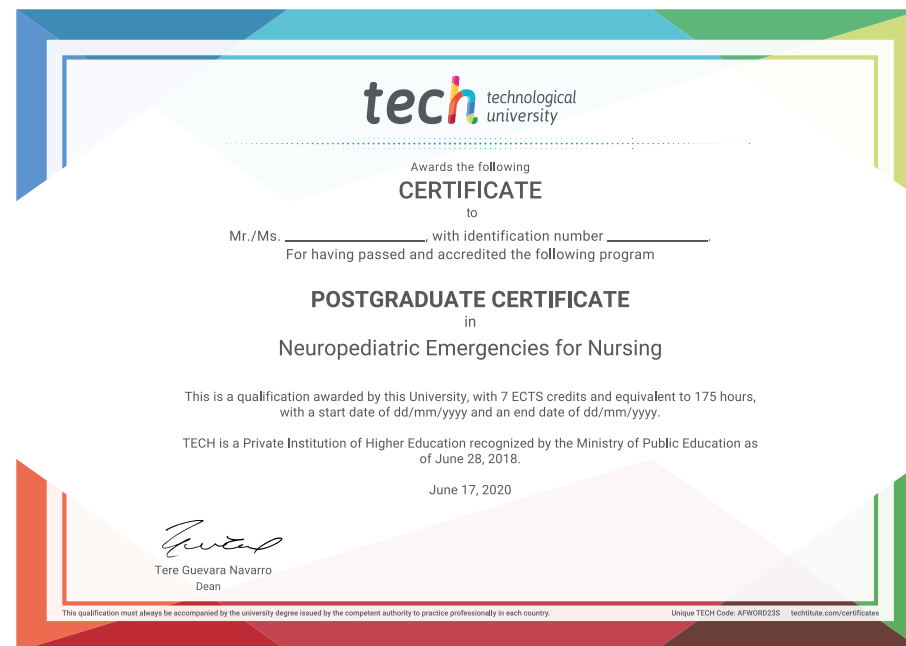 tech technological
university
Awards the following
CERTIFICATE
to
Mr./Ms. ____________________, with identification number ______________.
For having passed and accredited the following program
POSTGRADUATE CERTIFICATE
in
Neuropediatric Emergencies for Nursing
This is a qualification awarded by this University, with 7 ECTS credits and equivalent to 175 hours,
with a start date of dd/mm/yyyy and an end date of dd/mm/yyyy.
TECH is a Private Institution of Higher Education recognized by the Ministry of Public Education as
of June 28, 2018.
June 17, 2020
Tere Guevara Navarro
Dean
This qualification must always be accompanied by the university degree issued by the competent authority to practice professionally in each country.
Unique TECH Code: AFWORD23S techtitute.com/certificates